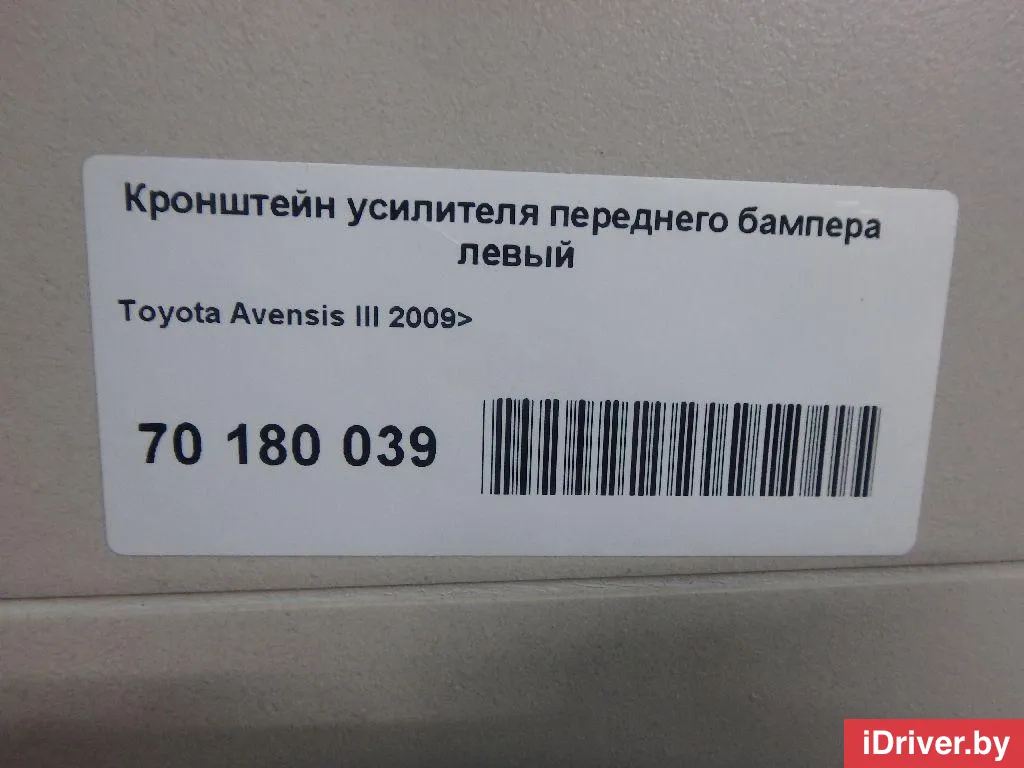 Кронштейн усилителя переднего бампера
левый
Toyota Avensis III 2009>
70 180 039
iDriver.by